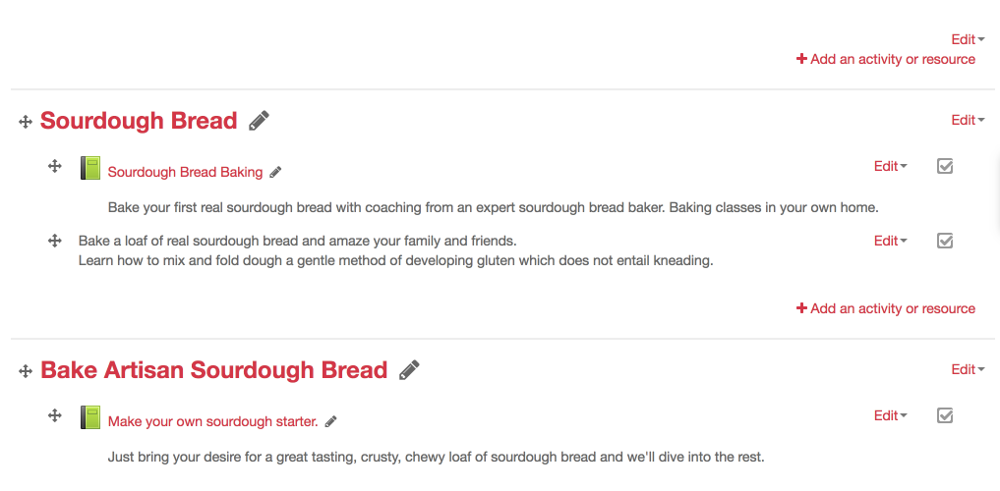 Edit
Add an activity or resource
Sourdough Bread Edit
Sourdough Bread Baking Edit
Bake your first real sourdough bread with coaching from an expert sourdough bread baker. Baking classes in your own home.
Bake a loaf of real sourdough bread and amaze your family and friends. Edit
Learn how to mix and fold dough a gentle method of developing gluten which does not entail kneading.
Add an activity or resource
Bake Artisan Sourdough Bread Edit
Make your own sourdough starter. Edit
Just bring your desire for a great tasting, crusty, chewy loaf of sourdough bread and we'll dive into the rest.